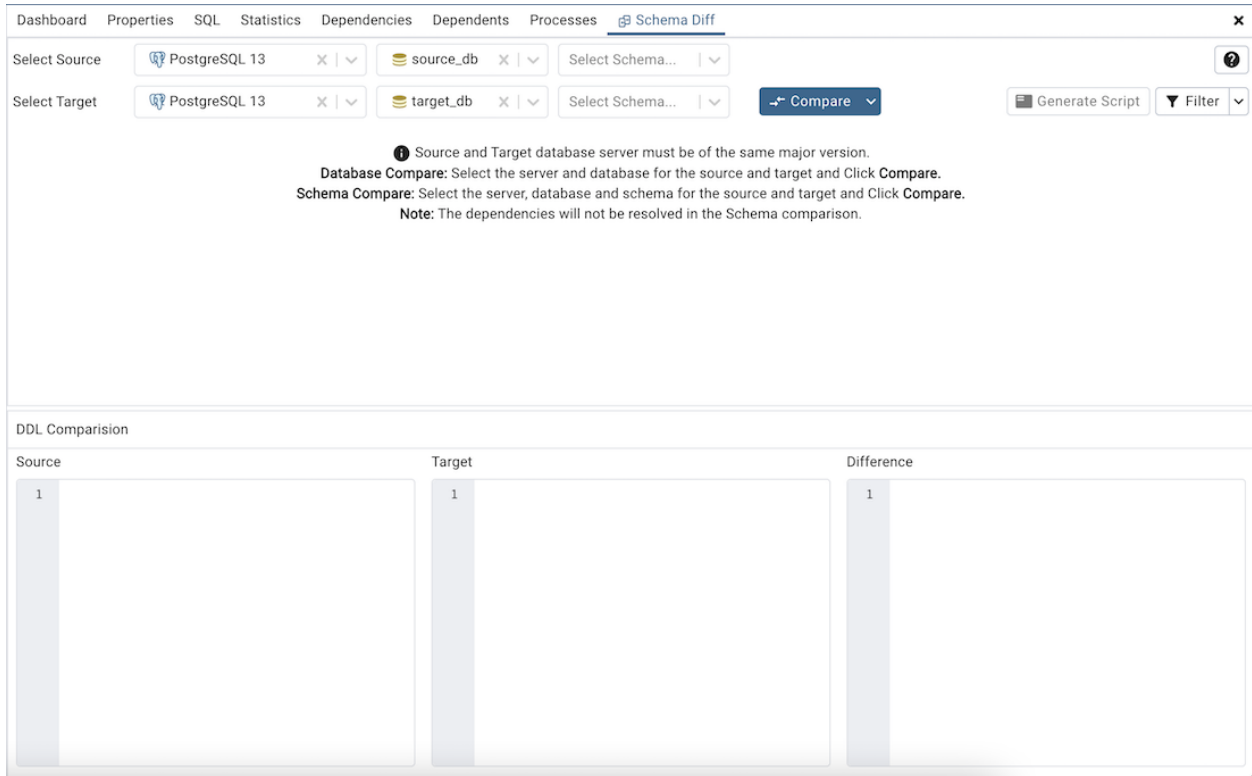 Dashboard Properties SQL Statistics Dependencies Dependents Processes Schema Diff
Select Source PostgreSQL 13 source_db Select Schema...
Select Target PostgreSQL 13 target_db Select Schema... Compare Generate Script Filter
Source and Target database server must be of the same major version.
Database Compare: Select the server and database for the source and target and Click Compare.
Schema Compare: Select the server, database and schema for the source and target and Click Compare.
Note: The dependencies will not be resolved in the Schema comparison.
DDL Comparision
Source Target Difference
1 1 1